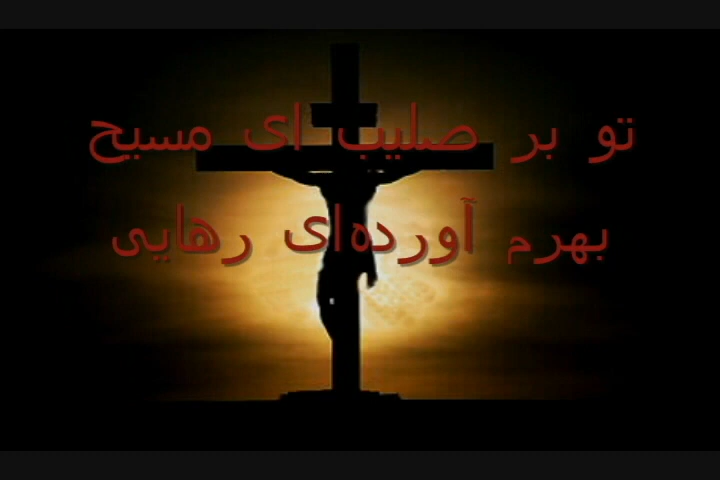 تو بر صلیب ای مسیح
بهرم آورده‌ای رهایی